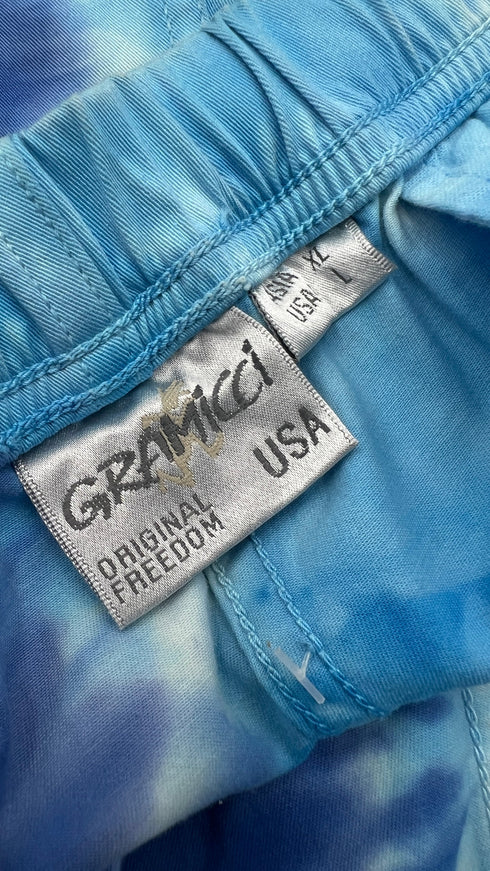 ASIA XL
USA L
GRAMiCCi
USA
ORIGINAL
FREEDOM